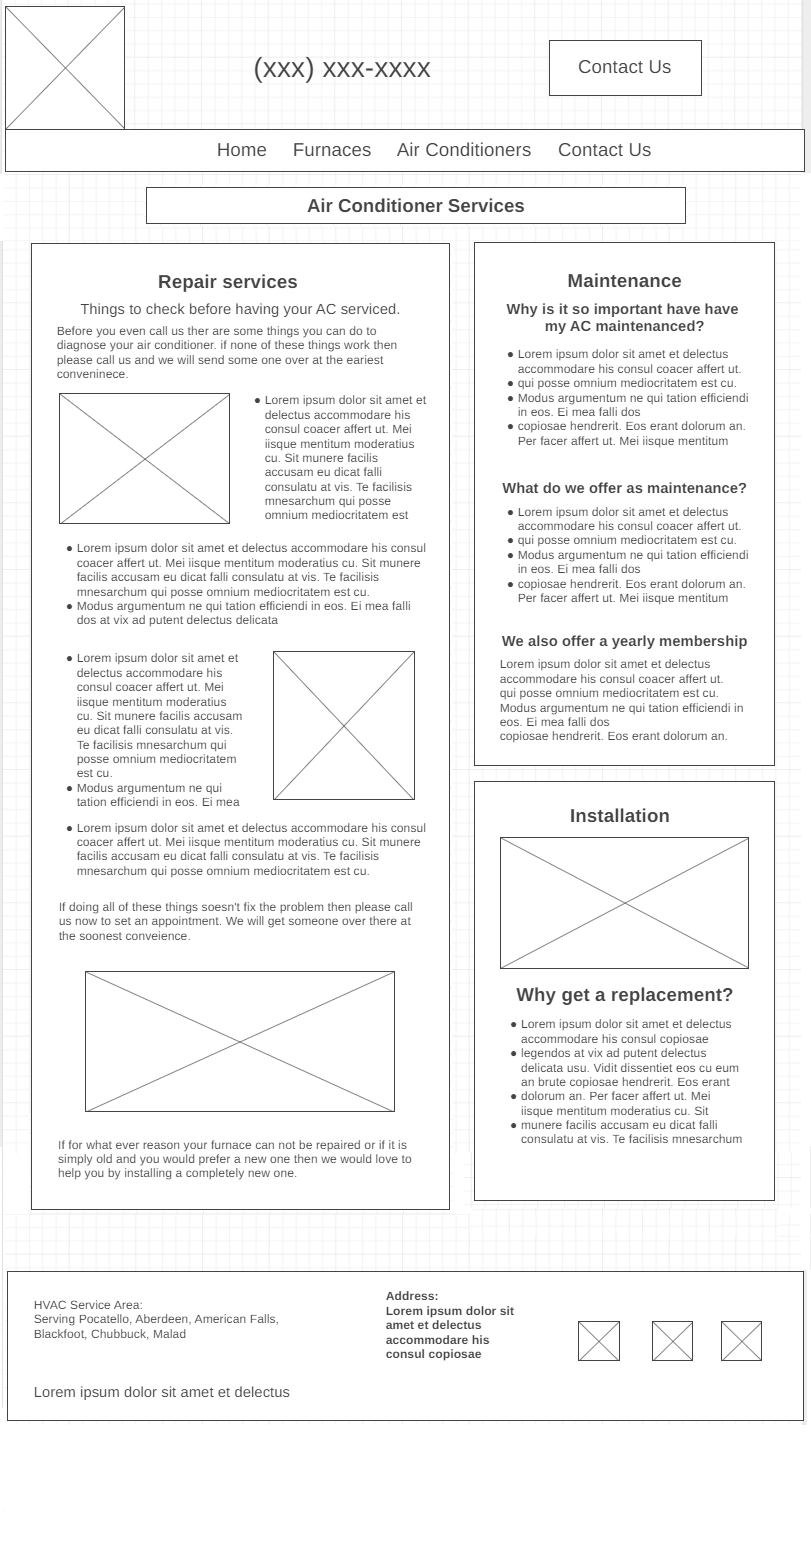 (xxx) xxx-xxxx
Contact Us
Home Furnaces Air Conditioners Contact Us
Air Conditioner Services
Repair services
Things to check before having your AC serviced.
Before you even call us ther are some things you can do to
diagnose your air conditioner. if none of these things work then
please call us and we will send some one over at the eariest
conveninece.
● Lorem ipsum dolor sit amet et
delectus accommodare his
consul coacer affert ut. Mei
iisque mentitum moderatius
cu. Sit munere facilis
accusam eu dicat falli
consulatu at vis. Te facilisis
mnesarchum qui posse
omnium mediocritatem est
● Lorem ipsum dolor sit amet et delectus accommodare his consul
coacer affert ut. Mei iisque mentitum moderatius cu. Sit munere
facilis accusam eu dicat falli consulatu at vis. Te facilisis
mnesarchum qui posse omnium mediocritatem est cu.
● Modus argumentum ne qui tation efficiendi in eos. Ei mea falli
dos at vix ad putent delectus delicata
● Lorem ipsum dolor sit amet et
delectus accommodare his
consul coacer affert ut. Mei
iisque mentitum moderatius
cu. Sit munere facilis accusam
eu dicat falli consulatu at vis.
Te facilisis mnesarchum qui
posse omnium mediocritatem
est cu.
● Modus argumentum ne qui
tation efficiendi in eos. Ei mea
● Lorem ipsum dolor sit amet et delectus accommodare his consul
coacer affert ut. Mei iisque mentitum moderatius cu. Sit munere
facilis accusam eu dicat falli consulatu at vis. Te facilisis
mnesarchum qui posse omnium mediocritatem est cu.
If doing all of these things soesn't fix the problem then please call
us now to set an appointment. We will get someone over there at
the soonest conveience.
If for what ever reason your furnace can not be repaired or if it is
simply old and you would prefer a new one then we would love to
help you by installing a completely new one.
Maintenance
Why is it so important have have
my AC maintenanced?
● Lorem ipsum dolor sit amet et delectus
accommodare his consul coacer affert ut.
● qui posse omnium mediocritatem est cu.
● Modus argumentum ne qui tation efficiendi
in eos. Ei mea falli dos
● copiosae hendrerit. Eos erant dolorum an.
Per facer affert ut. Mei iisque mentitum
What do we offer as maintenance?
● Lorem ipsum dolor sit amet et delectus
accommodare his consul coacer affert ut.
● qui posse omnium mediocritatem est cu.
● Modus argumentum ne qui tation efficiendi
in eos. Ei mea falli dos
● copiosae hendrerit. Eos erant dolorum an.
Per facer affert ut. Mei iisque mentitum
We also offer a yearly membership
Lorem ipsum dolor sit amet et delectus
accommodare his consul coacer affert ut.
qui posse omnium mediocritatem est cu.
Modus argumentum ne qui tation efficiendi in
eos. Ei mea falli dos
copiosae hendrerit. Eos erant dolorum an.
Installation
Why get a replacement?
● Lorem ipsum dolor sit amet et delectus
accommodare his consul copiosae
● legendos at vix ad putent delectus
delicata usu. Vidit dissentiet eos cu eum
an brute copiosae hendrerit. Eos erant
● dolorum an. Per facer affert ut. Mei
iisque mentitum moderatius cu. Sit
● munere facilis accusam eu dicat falli
consulatu at vis. Te facilisis mnesarchum
HVAC Service Area:
Serving Pocatello, Aberdeen, American Falls,
Blackfoot, Chubbuck, Malad
Lorem ipsum dolor sit amet et delectus
Address:
Lorem ipsum dolor sit
amet et delectus
accommodare his
consul copiosae